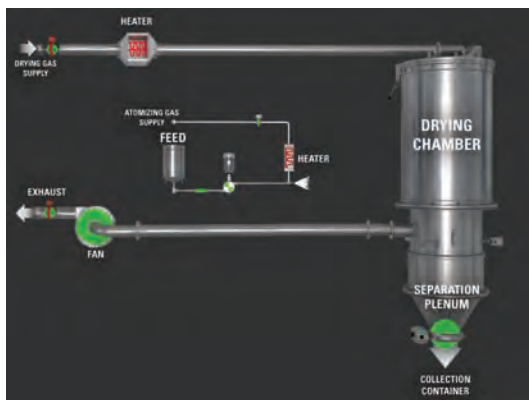 HEATER
DRYING GAS
SUPPLY
ATOMIZING GAS
SUPPLY
FEED
HEATER
DRYING
CHAMBER
EXHAUST
FAN
SEPARATION
PLENUM
COLLECTION
CONTAINER